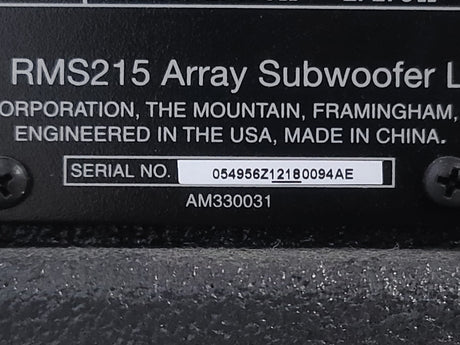 RMS215 Array Subwoofer L
ORPORATION, THE MOUNTAIN, FRAMINGHAM,
ENGINEERED IN THE USA, MADE IN CHINA.
SERIAL NO. 054956Z12180094AE
AM330031